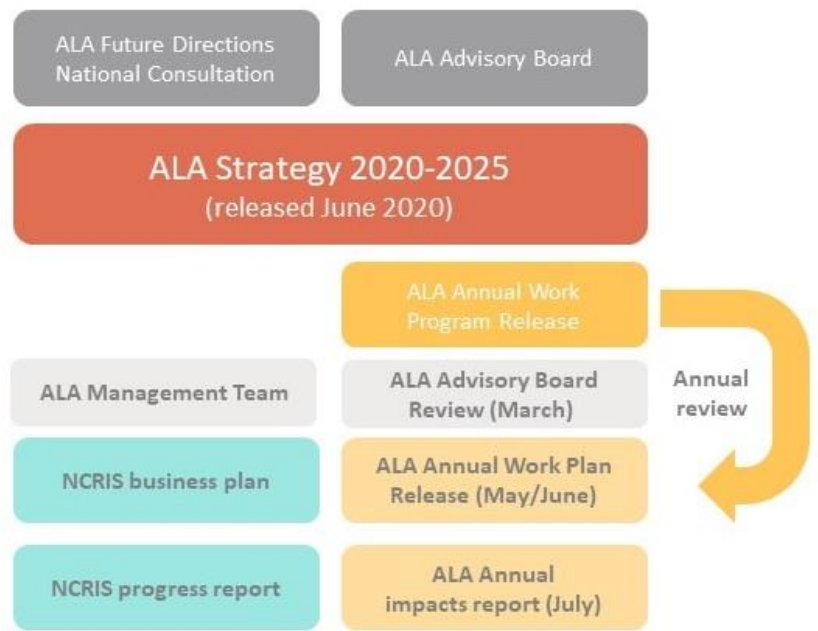 ALA Future Directions
National Consultation
ALA Advisory Board
ALA Strategy 2020-2025
(released June 2020)
ALA Annual Work
Program Release
ALA Management Team
ALA Advisory Board
Review (March)
Annual
review
NCRIS business plan
ALA Annual Work Plan
Release (May/June)
NCRIS progress report
ALA Annual
impacts report (July)